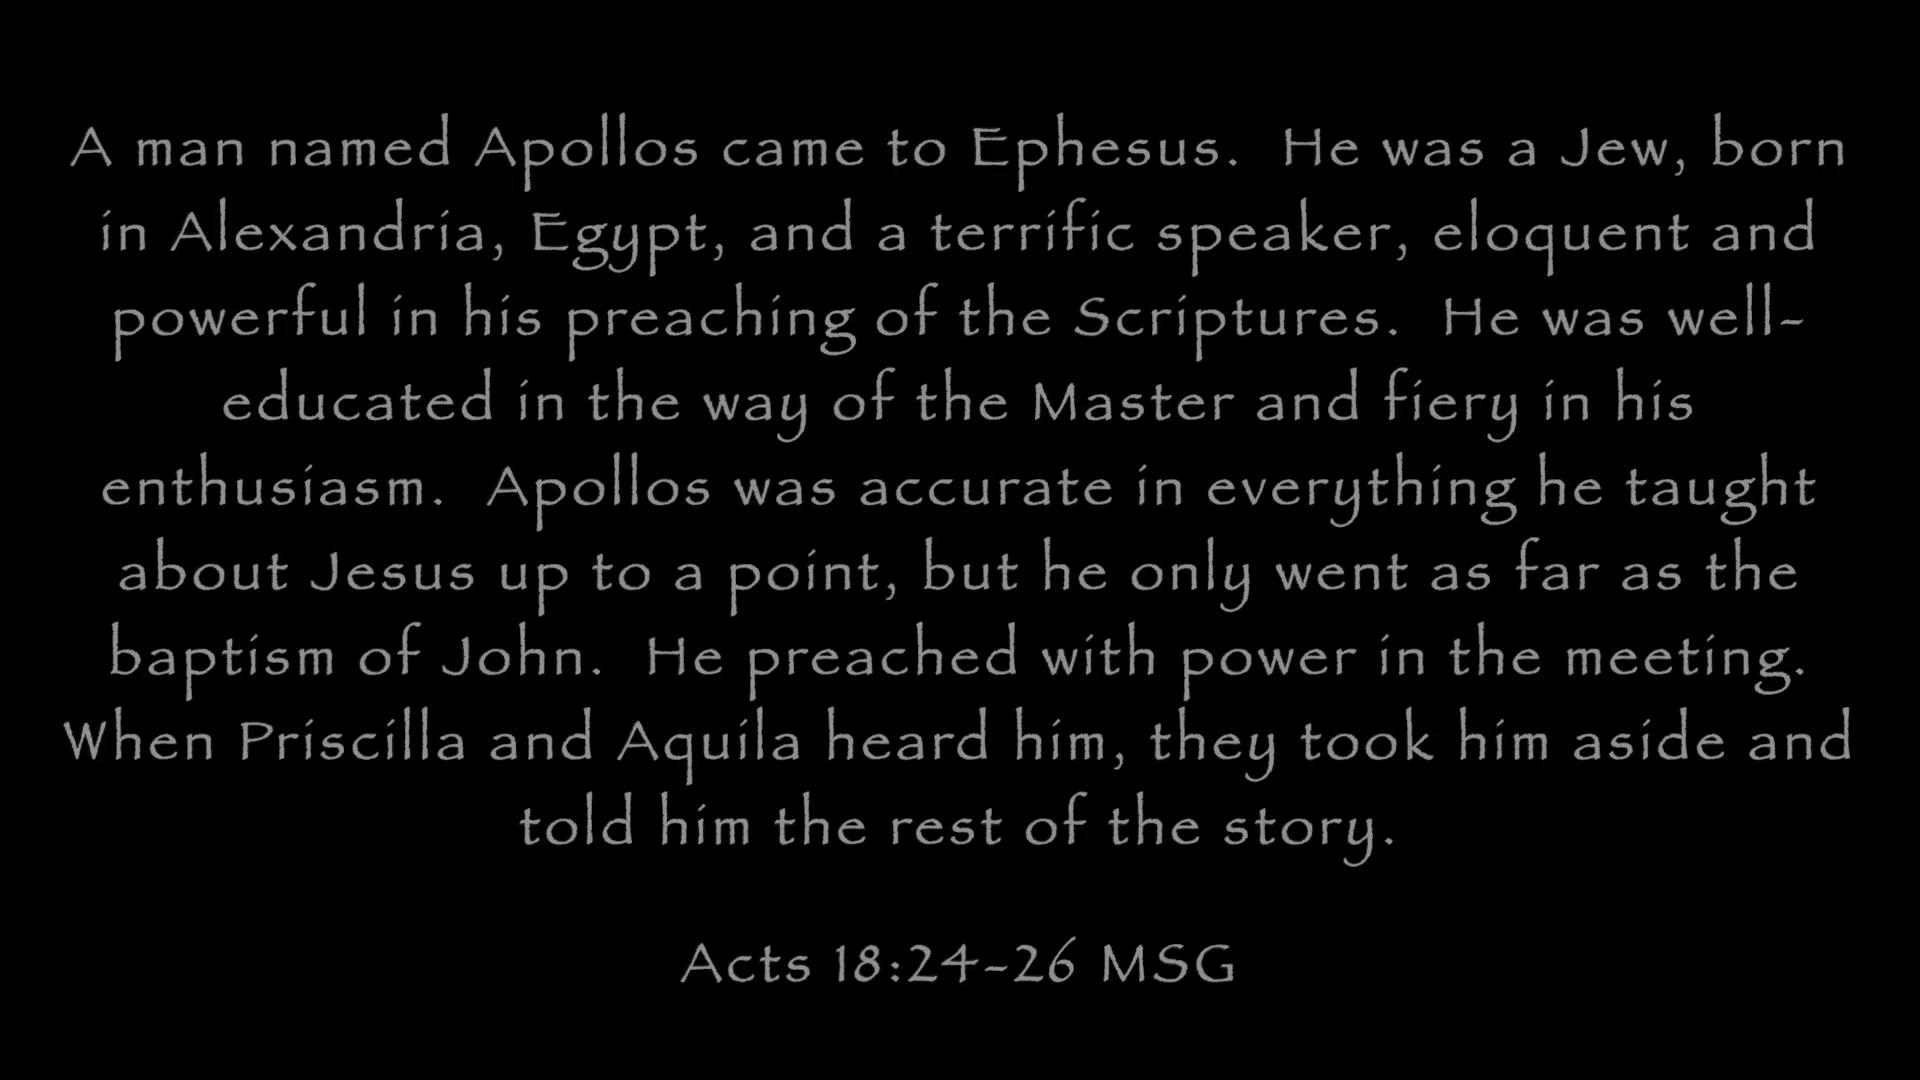 A man named Apollos came to Ephesus. He was a Jew, born
in Alexandria, Egypt, and a terrific speaker, eloquent and
powerful in his preaching of the Scriptures. He was well-
educated in the way of the Master and fiery in his
enthusiasm. Apollos was accurate in everything he taught
about Jesus up to a point, but he only went as far as the
baptism of John. He preached with power in the meeting.
When Priscilla and Aquila heard him, they took him aside and
told him the rest of the story.
Acts 18:24-26 MSG